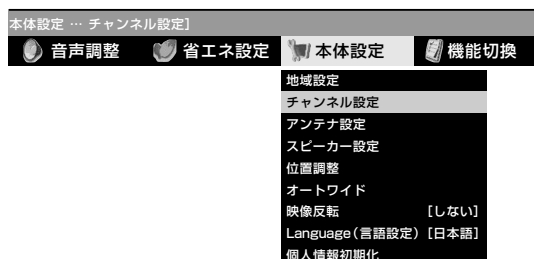 本体設定 … チャンネル設定]
音声調整 省エネ設定 本体設定 機能切換
地域設定
チャンネル設定
アンテナ設定
スピーカー設定
位置調整
オートワイド
映像反転 [しない]
Language(言語設定) [日本語]
個人情報初期化